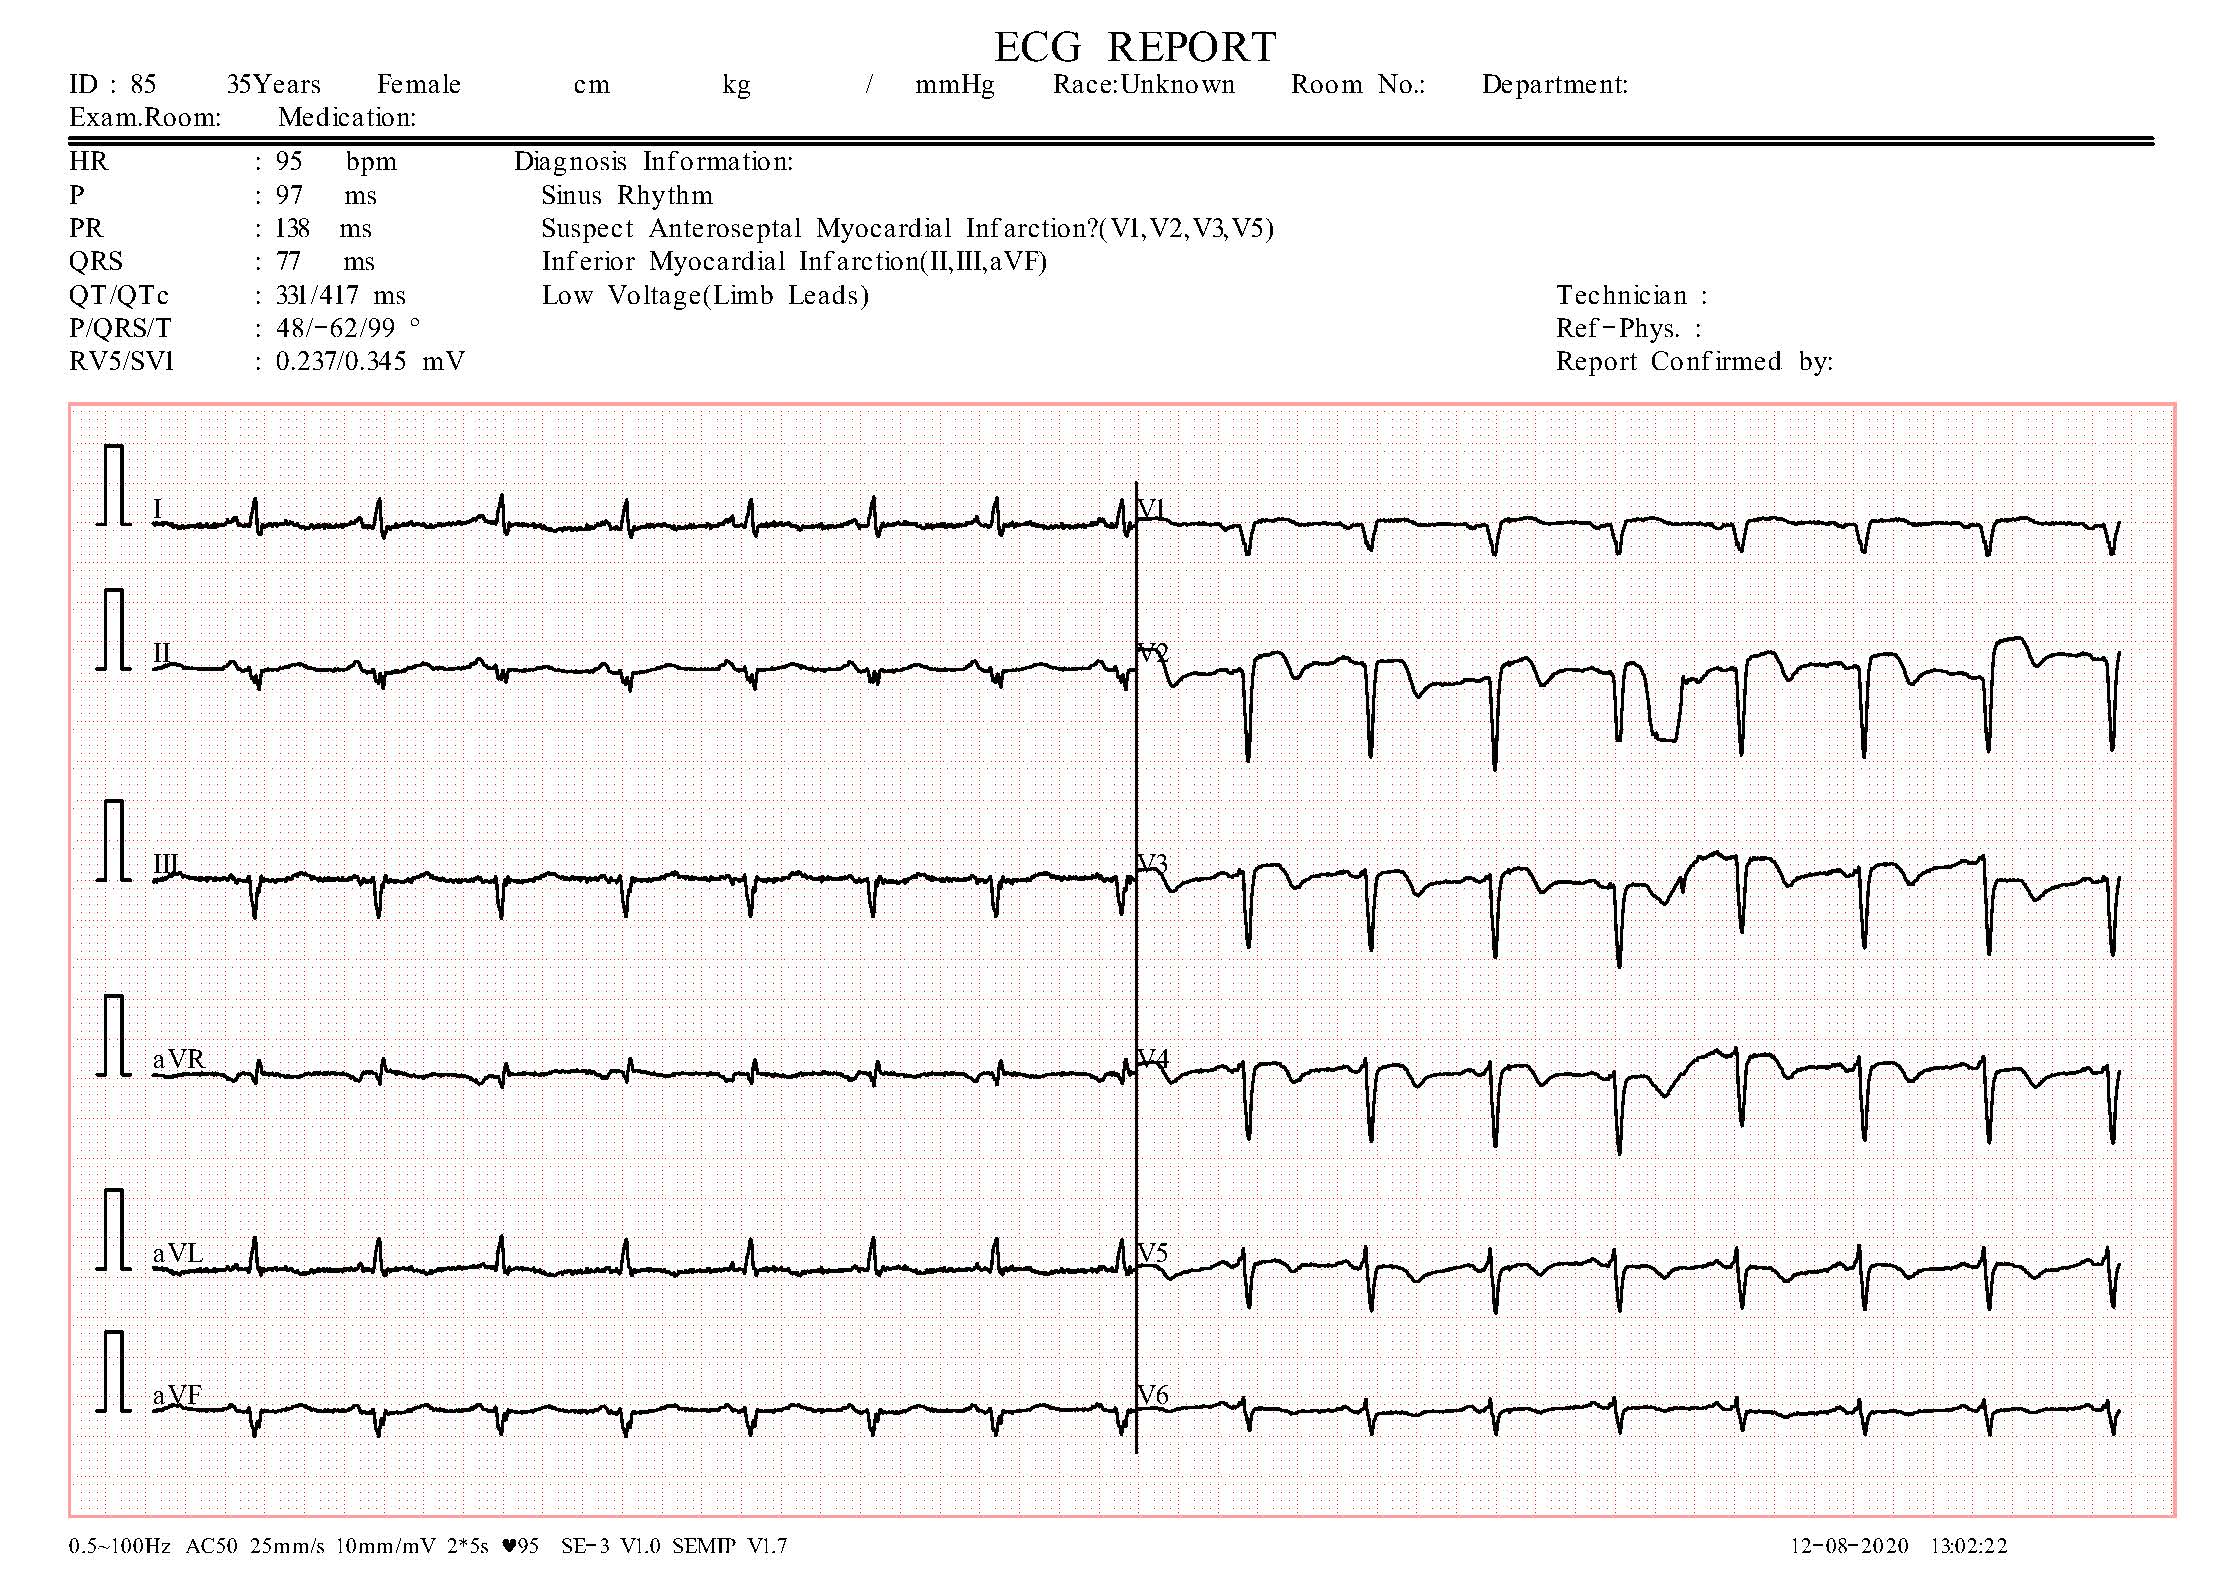 ECG REPORT
ID : 85 35Years Female cm kg / mmHg Race:Unknown Room No.: Department:
Exam.Room: Medication:
HR : 95 bpm Diagnosis Information:
P : 97 ms Sinus Rhythm
PR : 138 ms Suspect Anteroseptal Myocardial Infarction?(V1,V2,V3,V5)
QRS : 77 ms Inferior Myocardial Infarction(II,III,aVF)
QT/QTc : 331/417 ms Low Voltage(Limb Leads) Technician :
P/QRS/T : 48/-62/99 ° Ref-Phys. :
RV5/SV1 : 0.237/0.345 mV Report Confirmed by:
I V1
II V2
III V3
aVR V4
aVL V5
aVF V6
0.5~100Hz AC50 25mm/s 10mm/mV 2*5s ♥95 SE-3 V1.0 SEMIP V1.7 12-08-2020 13:02:22